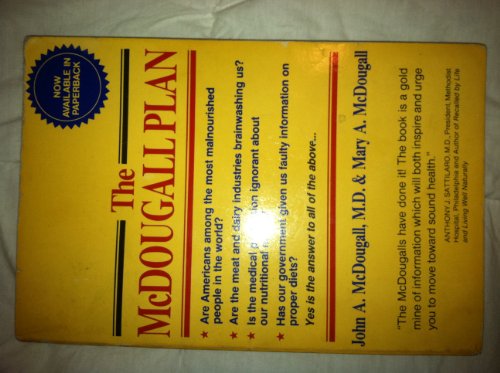 NOW
AVAILABLE IN
PAPERBACK
The
McDOUGALL PLAN
★ Are Americans among the most malnourished
people in the world?
★ Are the meat and dairy industries brainwashing us?
★ Is the medical ignorant about
our nutritional
★ Has our government given us faulty information on
proper diets?
Yes is the answer to all of the above...
John A. McDougall, M.D. & Mary A. McDougall
"The McDougalls have done it! The book is a gold
mine of information which will both inspire and urge
you to move toward sound health."
ANTHONY J. SATTILARO, M.D., President, Methodist
Hospital, Philadelphia and Author of Recalled by Life
and Living Well Naturally